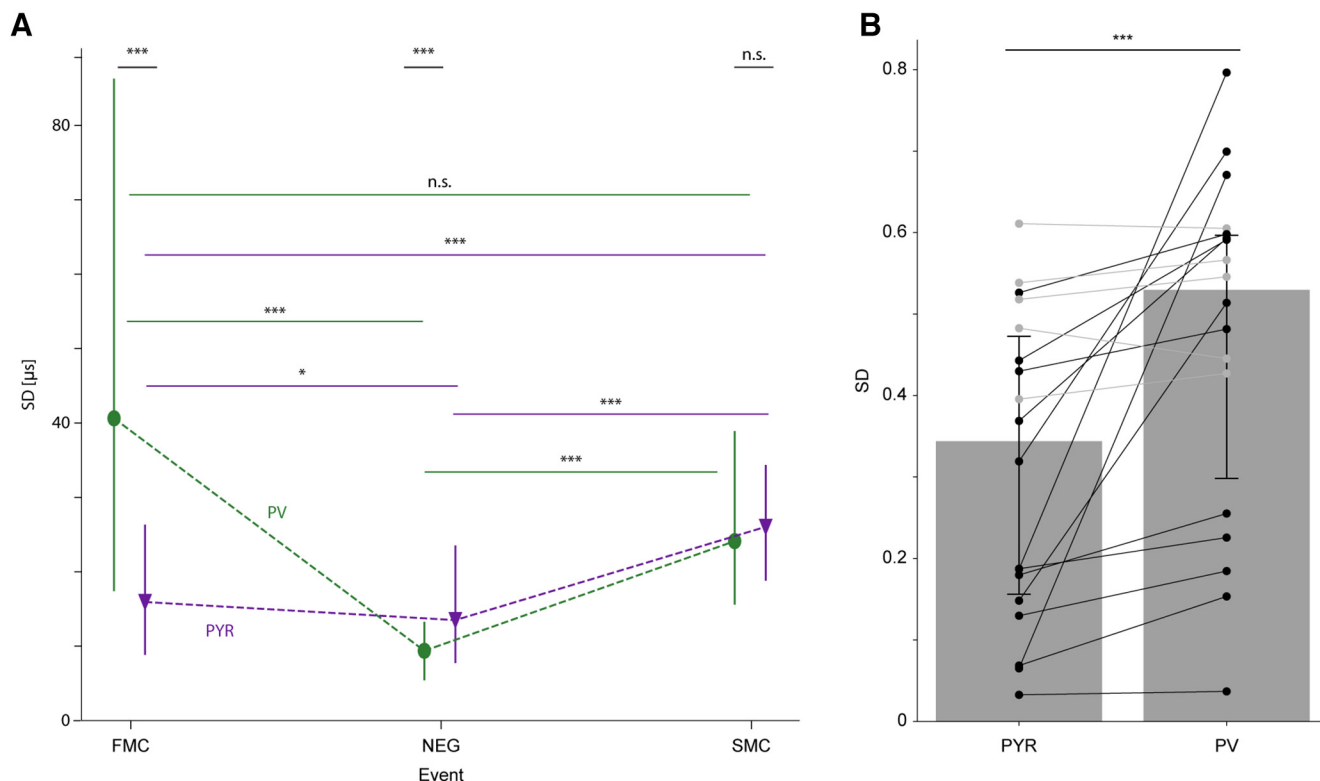 A
***
***
n.s.
80
n.s.
***
***
*
***
SD [µs]
40
***
PV
PYR
0
FMC
NEG
SMC
Event
B
***
0.8
0.6
SD
0.4
0.2
0
PYR
PV